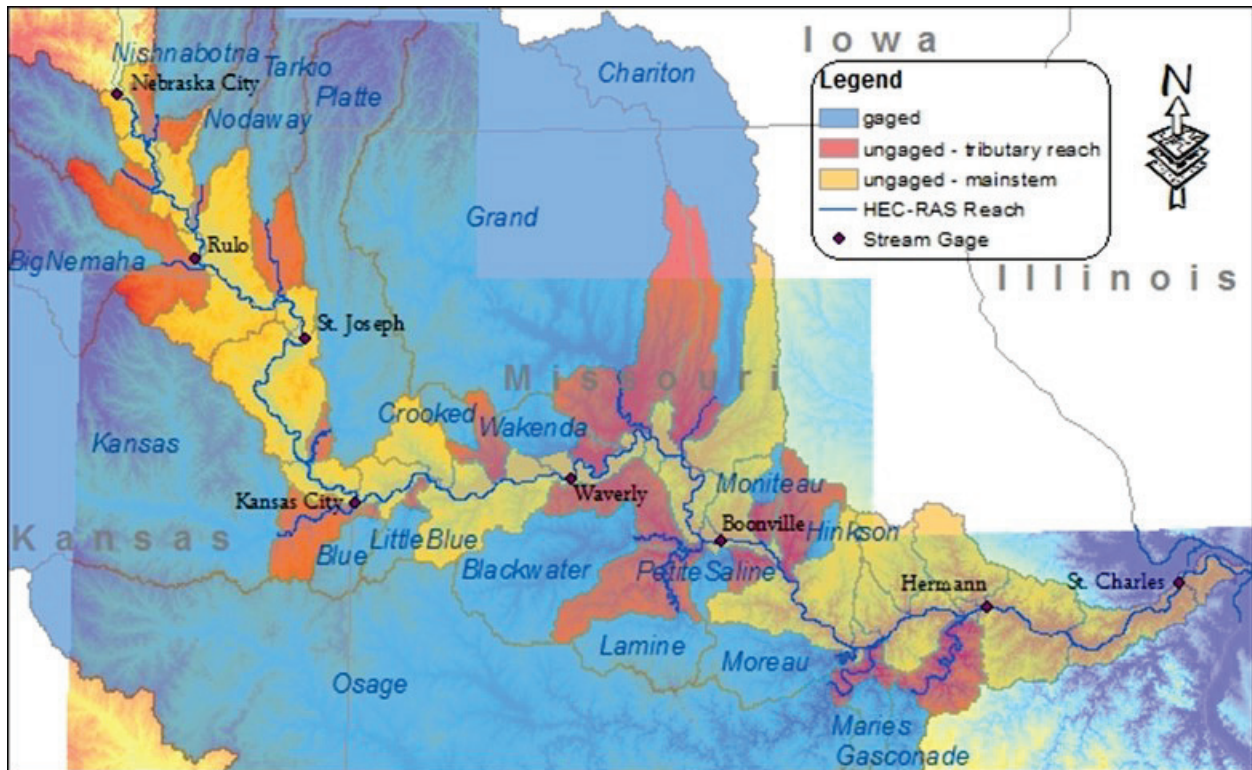 Iowa
Nishnabotna
Tarkio
Chariton
Nebraska City
Platte
Nodaway
Legend
gaged
ungaged - tributary reach
ungaged - mainstem
HEC-RAS Reach
Stream Gage
N
Grand
Rulo
Big Nemaha
Illinois
St. Joseph
Missouri
Crooked
Wakenda
Kansas
Waverly
Moniteau
Kansas City
Boonville
Hinkson
Kansas
Blue
Little Blue
Blackwater
Petite Saline
Hermann
St. Charles
Lamine
Moreau
Osage
Maries
Gasconade